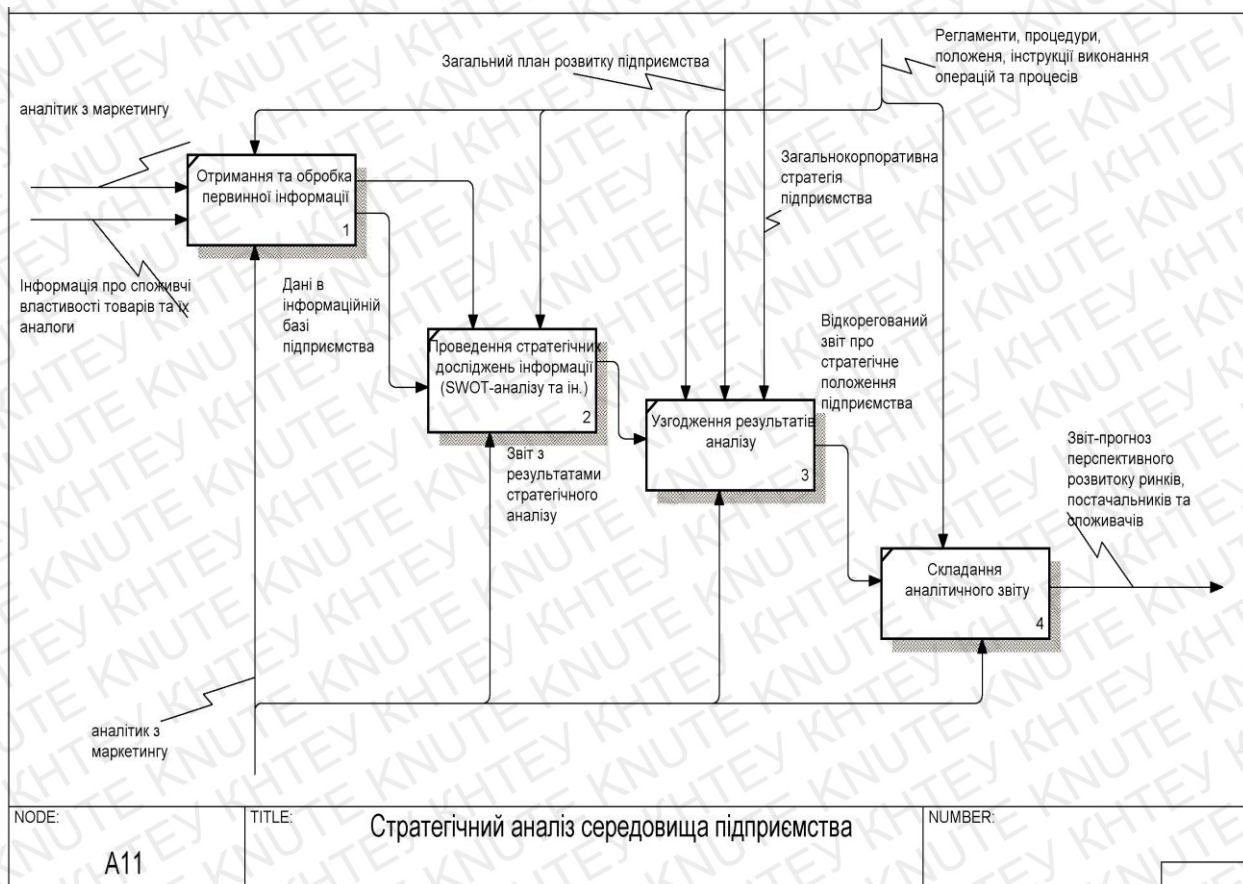 Загальний план розвитку підприємства
Регламенти, процедури,
положеня, інструкції виконання
операцій та процесів
аналітик з маркетингу
Отримання та обробка
первинної інформації
1
Загальнокорпоративна
стратегія
підприємства
Інформація про споживчі
властивості товарів та їх
аналоги
Дані в
інформаційній
базі
підприємства
Проведення стратегічних
досліджень інформації
(SWOT-аналізу та ін.)
2
Відкорегований
звіт про
стратегічне
положення
підприємства
Узгодження результатів
аналізу
3
Звіт з
результатами
стратегічного
аналізу
Звіт-прогноз
перспективного
розвитоку ринків,
постачальників та
споживачів
Складання
аналітичного звіту
4
аналітик з
маркетингу
NODE:
A11
TITLE:
Стратегічний аналіз середовища підприємства
NUMBER:
KNUTE КНТЕУ